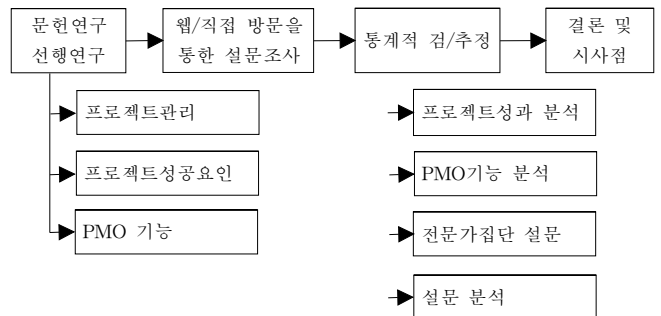 문헌연구
선행연구
웹/직접 방문을
통한 설문조사
통계적 검/추정
결론 및
시사점
프로젝트관리
프로젝트성공요인
PMO 기능
프로젝트성과 분석
PMO기능 분석
전문가집단 설문
설문 분석